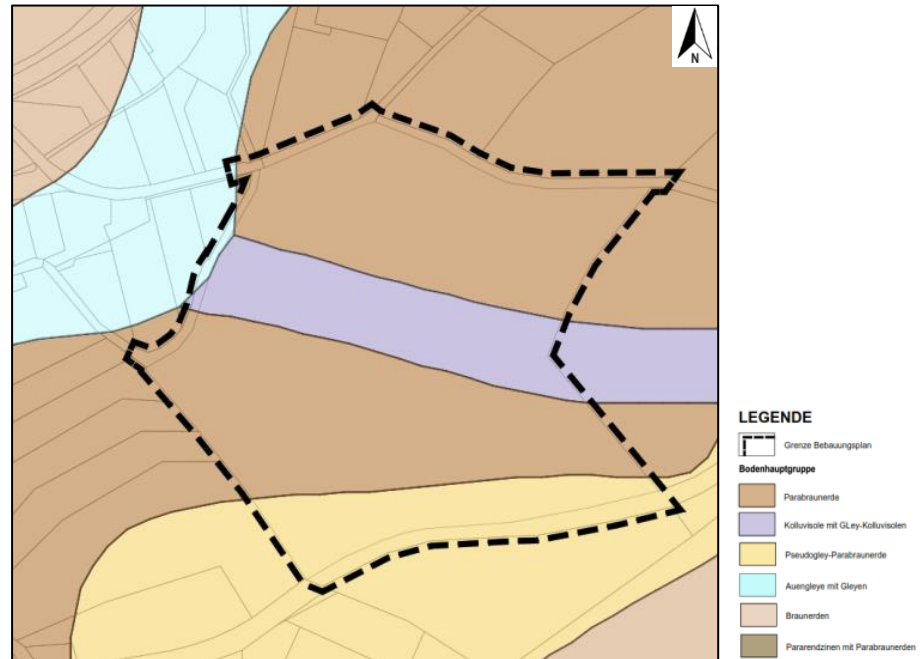 N
LEGENDE
Grenze Bebauungsplan
Bodenhauptgruppe
Parabraunerde
Kolluvisole mit GLey-Kolluvisolen
Pseudogley-Parabraunerde
Auengleye mit Gleyen
Braunerden
Pararendzinen mit Parabraunerden